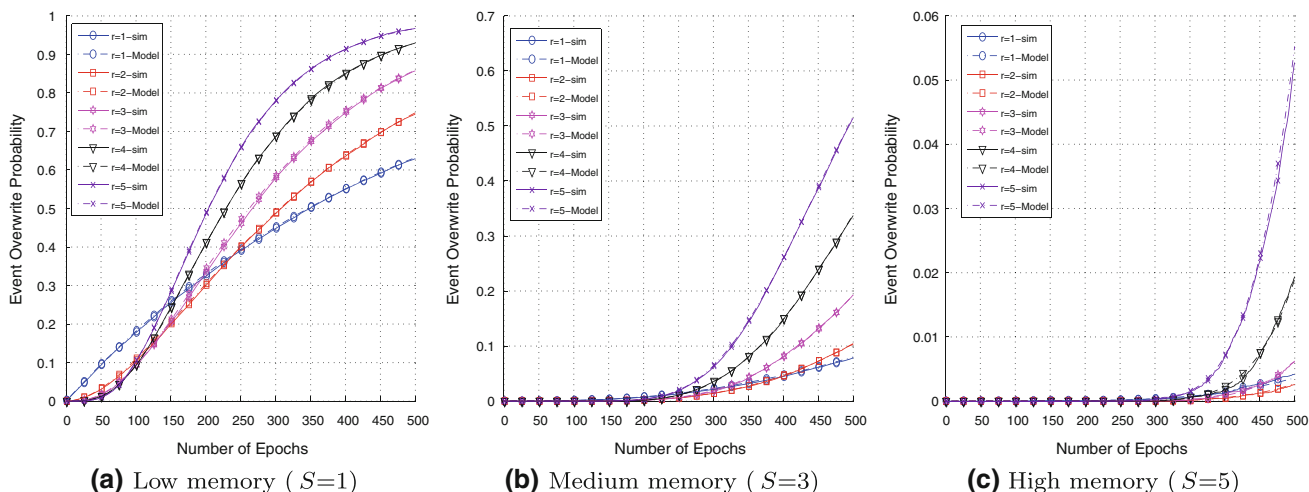 1
0.9
0.8
0.7
0.6
0.5
0.4
0.3
0.2
0.1
0
0 50 100 150 200 250 300 350 400 450 500
Event Overwrite Probability
Number of Epochs
r=1-sim
r=1-Model
r=2-sim
r=2-Model
r=3-sim
r=3-Model
r=4-sim
r=4-Model
r=5-sim
r=5-Model
(a) Low memory ( S=1)
0.7
0.6
0.5
0.4
0.3
0.2
0.1
0
0 50 100 150 200 250 300 350 400 450 500
Event Overwrite Probability
Number of Epochs
r=1-sim
r=1-Model
r=2-sim
r=2-Model
r=3-sim
r=3-Model
r=4-sim
r=4-Model
r=5-sim
r=5-Model
(b) Medium memory ( S=3)
0.06
0.05
0.04
0.03
0.02
0.01
0
0 50 100 150 200 250 300 350 400 450 500
Event Overwrite Probability
Number of Epochs
r=1-sim
r=1-Model
r=2-sim
r=2-Model
r=3-sim
r=3-Model
r=4-sim
r=4-Model
r=5-sim
r=5-Model
(c) High memory ( S=5)